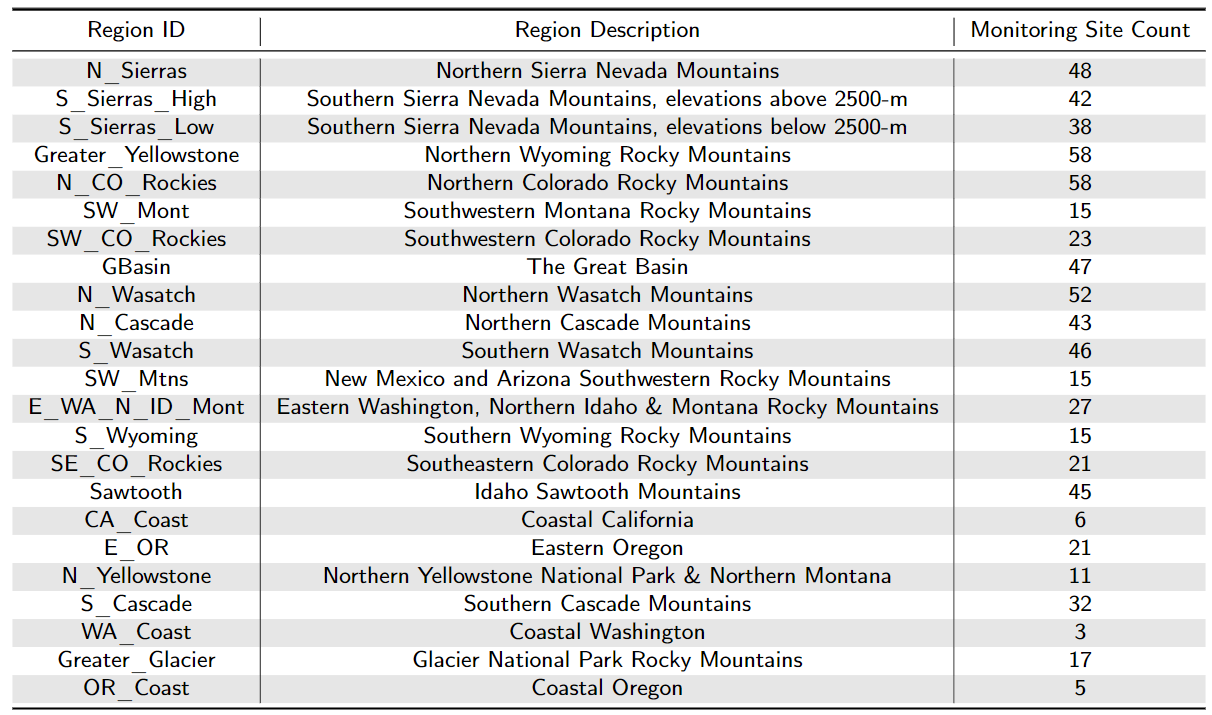 Region ID Region Description Monitoring Site Count
N_Sierras Northern Sierra Nevada Mountains 48
S_Sierras_High Southern Sierra Nevada Mountains, elevations above 2500-m 42
S_Sierras_Low Southern Sierra Nevada Mountains, elevations below 2500-m 38
Greater_Yellowstone Northern Wyoming Rocky Mountains 58
N_CO_Rockies Northern Colorado Rocky Mountains 58
SW_Mont Southwestern Montana Rocky Mountains 15
SW_CO_Rockies Southwestern Colorado Rocky Mountains 23
GBasin The Great Basin 47
N_Wasatch Northern Wasatch Mountains 52
N_Cascade Northern Cascade Mountains 43
S_Wasatch Southern Wasatch Mountains 46
SW_Mtns New Mexico and Arizona Southwestern Rocky Mountains 15
E_WA_N_ID_Mont Eastern Washington, Northern Idaho & Montana Rocky Mountains 27
S_Wyoming Southern Wyoming Rocky Mountains 15
SE_CO_Rockies Southeastern Colorado Rocky Mountains 21
Sawtooth Idaho Sawtooth Mountains 45
CA_Coast Coastal California 6
E_OR Eastern Oregon 21
N_Yellowstone Northern Yellowstone National Park & Northern Montana 11
S_Cascade Southern Cascade Mountains 32
WA_Coast Coastal Washington 3
Greater_Glacier Glacier National Park Rocky Mountains 17
OR_Coast Coastal Oregon 5